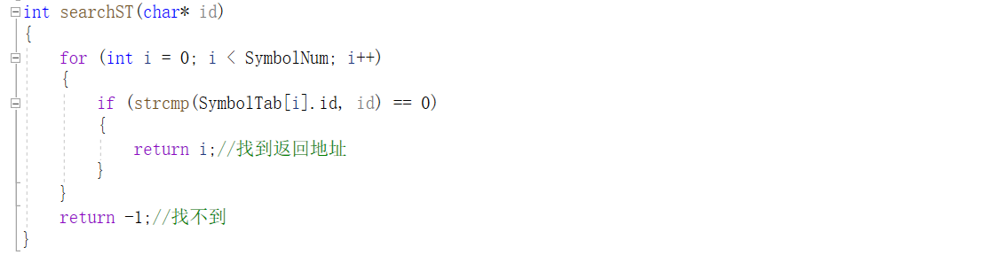 int searchST(char* id)
{
for (int i = 0; i < SymbolNum; i++)
{
if (strcmp(SymbolTab[i].id, id) == 0)
{
return i;//找到返回地址
}
}
return -1;//找不到
}